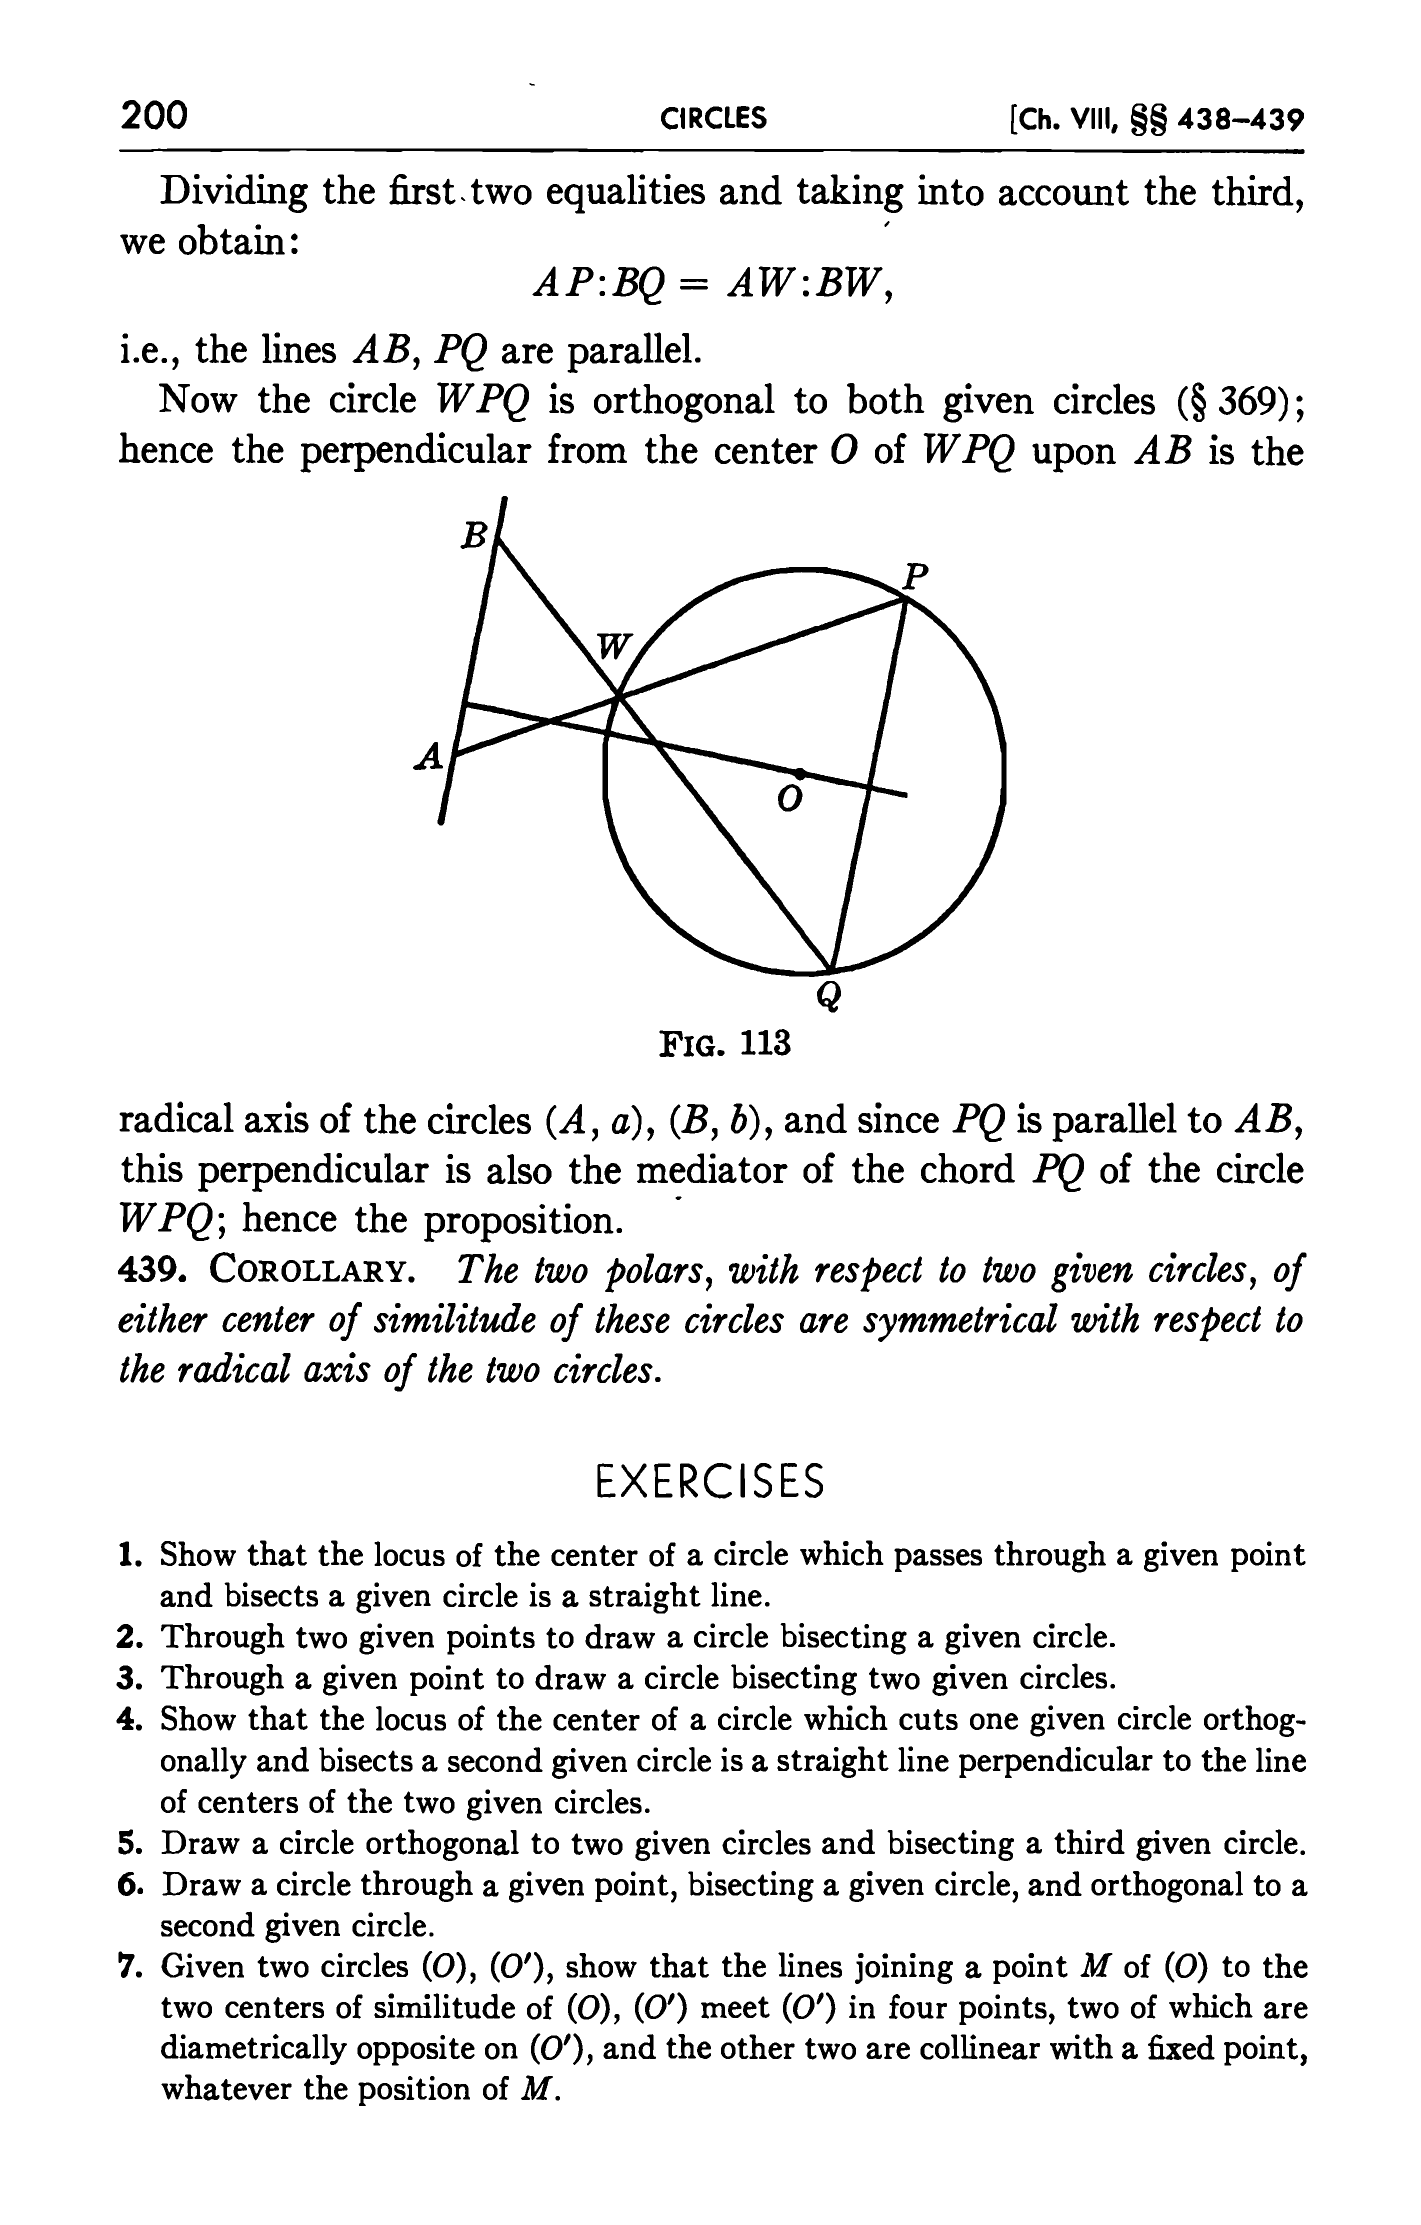 200 CIRCLES [Ch. VIII, §§ 438–439
Dividing the first two equalities and taking into account the third,
we obtain:
AP:BQ = AW:BW,
i.e., the lines AB, PQ are parallel.
Now the circle WPQ is orthogonal to both given circles (§ 369);
hence the perpendicular from the center O of WPQ upon AB is the
B
P
W
A
O
Q
FIG. 113
radical axis of the circles (A, a), (B, b), and since PQ is parallel to AB,
this perpendicular is also the mediator of the chord PQ of the circle
WPQ; hence the proposition.
439. COROLLARY. The two polars, with respect to two given circles, of
either center of similitude of these circles are symmetrical with respect to
the radical axis of the two circles.
EXERCISES
1. Show that the locus of the center of a circle which passes through a given point
and bisects a given circle is a straight line.
2. Through two given points to draw a circle bisecting a given circle.
3. Through a given point to draw a circle bisecting two given circles.
4. Show that the locus of the center of a circle which cuts one given circle orthog-
onally and bisects a second given circle is a straight line perpendicular to the line
of centers of the two given circles.
5. Draw a circle orthogonal to two given circles and bisecting a third given circle.
6. Draw a circle through a given point, bisecting a given circle, and orthogonal to a
second given circle.
7. Given two circles (O), (O′), show that the lines joining a point M of (O) to the
two centers of similitude of (O), (O′) meet (O′) in four points, two of which are
diametrically opposite on (O′), and the other two are collinear with a fixed point,
whatever the position of M.